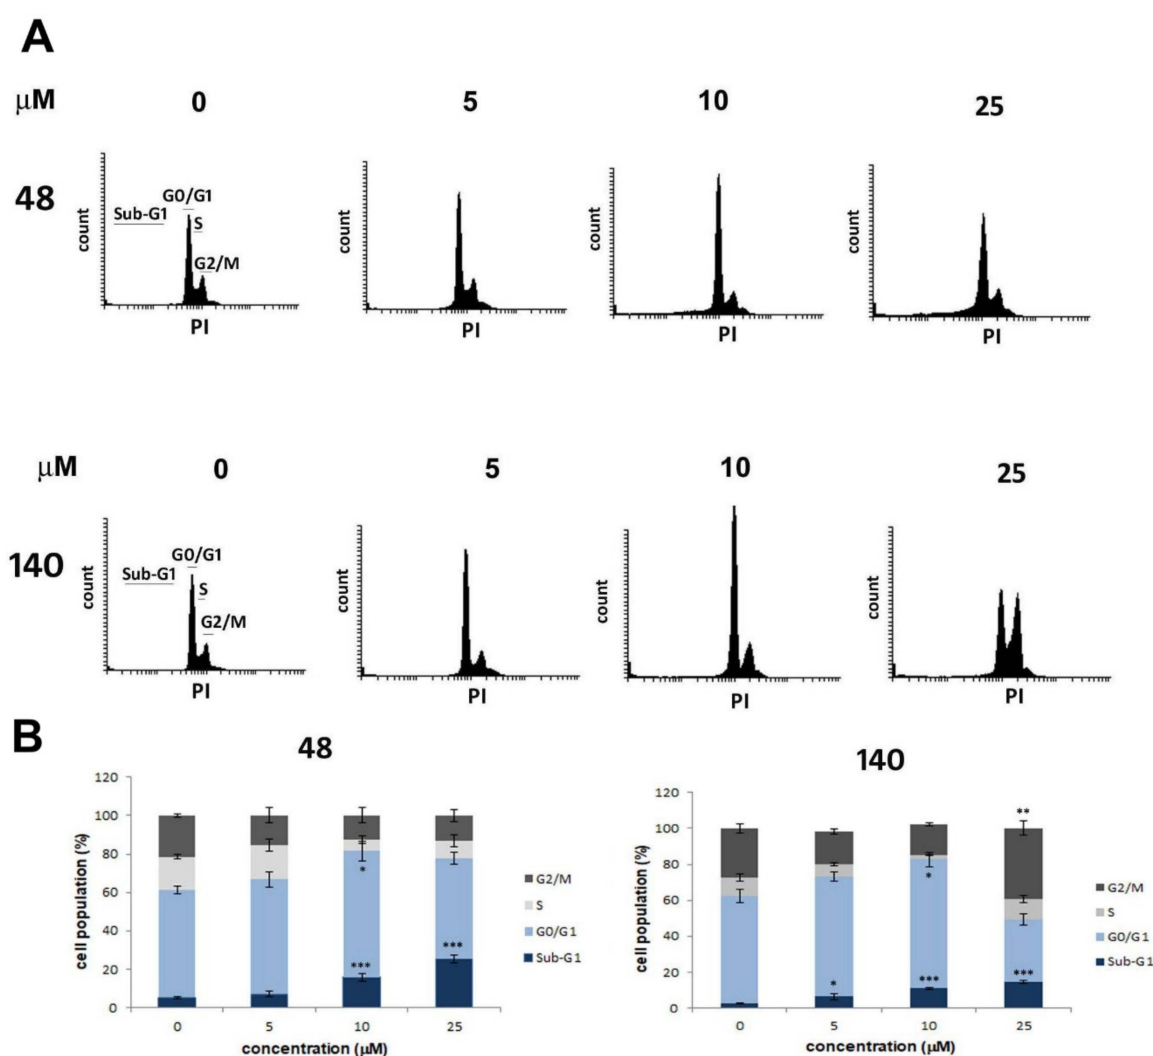 A
μM 0 5 10 25
48
count G0/G1 Sub-G1 S G2/M PI
count PI
count PI
count PI
μM 0 5 10 25
140
count G0/G1 Sub-G1 S G2/M PI
count PI
count PI
count PI
B
48
cell population (%)
120
100
80
60
40
20
0
*
***
***
0 5 10 25
concentration (μM)
G2/M
S
G0/G1
Sub-G1
140
cell population (%)
120
100
80
60
40
20
0
**
*
*
***
***
0 5 10 25
concentration (μM)
G2/M
S
G0/G1
Sub-G1